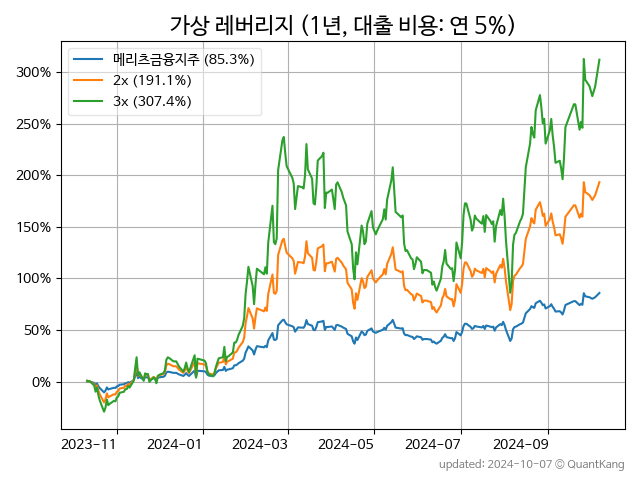 가상 레버리지 (1년, 대출 비용: 연 5%)
메리츠금융지주 (85.3%)
2x (191.1%)
3x (307.4%)
300%
250%
200%
150%
100%
50%
0%
2023-11 2024-01 2024-03 2024-05 2024-07 2024-09
updated: 2024-10-07 © QuantKang